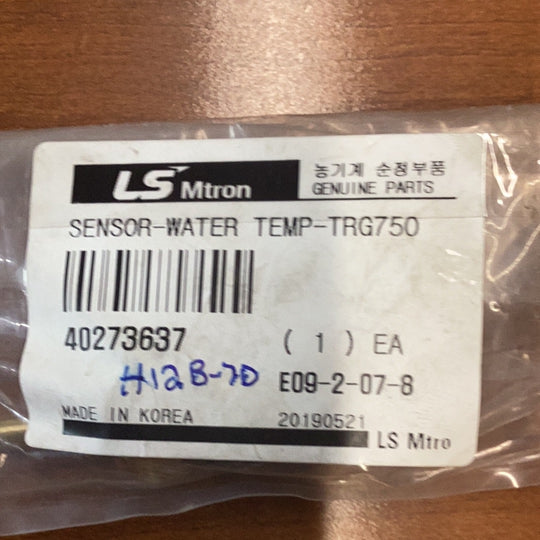 LS Mtron
농기계 순정부품
GENUINE PARTS
SENSOR-WATER TEMP-TRG750
40273637 ( 1 ) EA
H12B-70 E09-2-07-8
MADE IN KOREA 20190521
LS Mtro